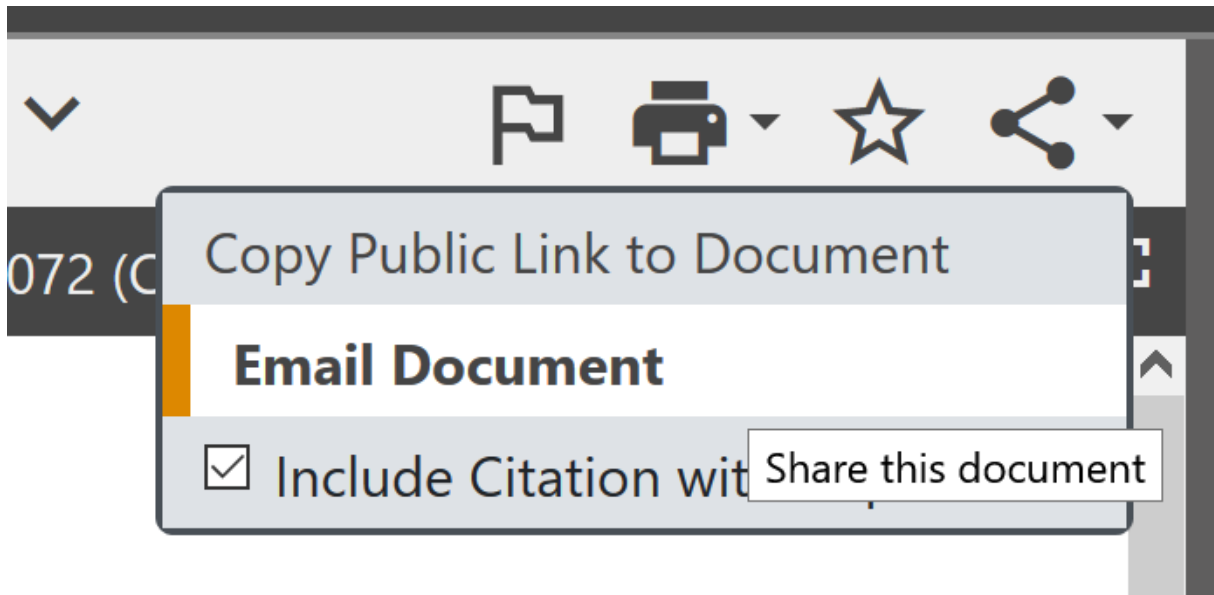 Copy Public Link to Document
072 (C
Email Document
Include Citation wit
Share this document